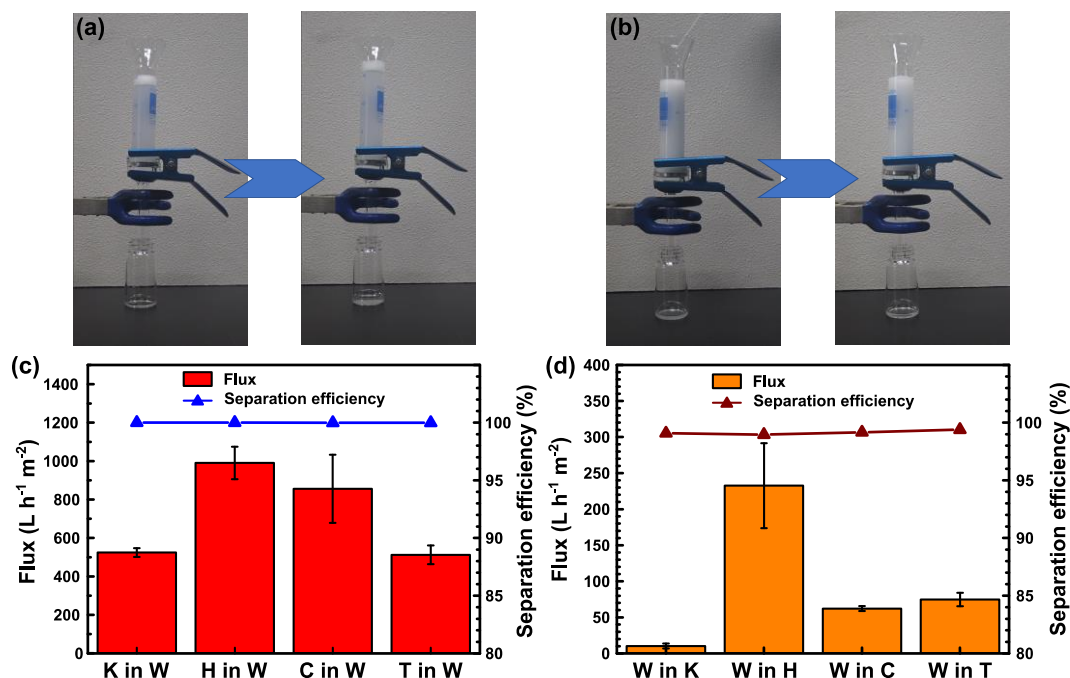 (a)
(b)
(c)
Flux
Separation efficiency
Flux (L h⁻¹ m⁻²)
1400
1200
1000
800
600
400
200
0
Separation efficiency (%)
100
95
90
85
80
K in W H in W C in W T in W
(d)
Flux
Separation efficiency
Flux (L h⁻¹ m⁻²)
400
350
300
250
200
150
100
50
0
Separation efficiency (%)
100
95
90
85
80
W in K W in H W in C W in T